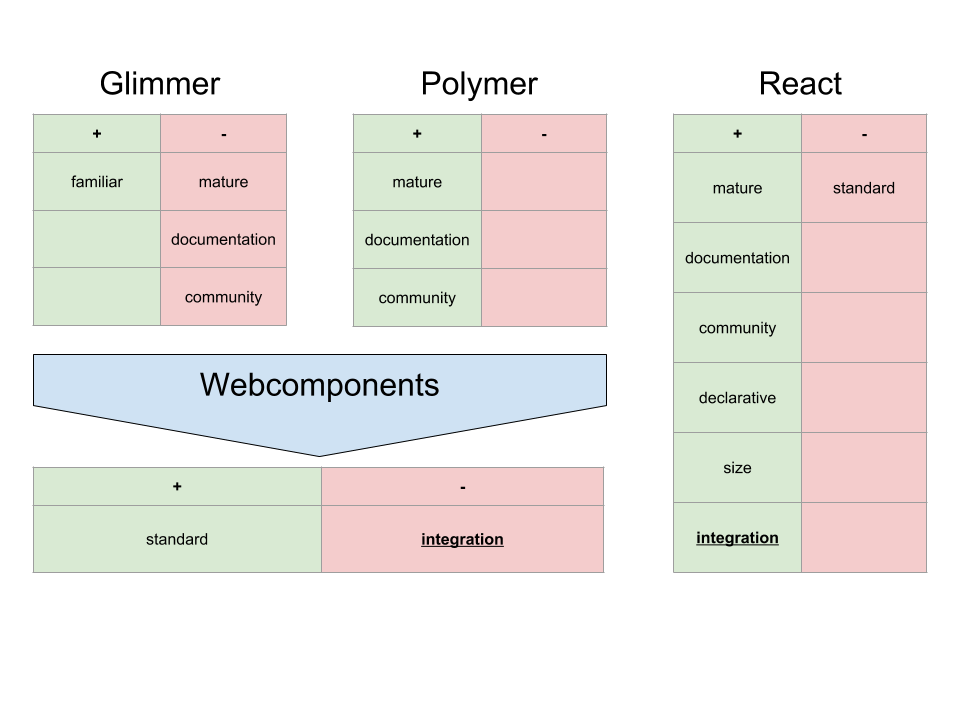 Glimmer
+ -
familiar mature
documentation
community
Polymer
+ -
mature
documentation
community
React
+ -
mature standard
documentation
community
declarative
size
integration
Webcomponents
+ -
standard integration